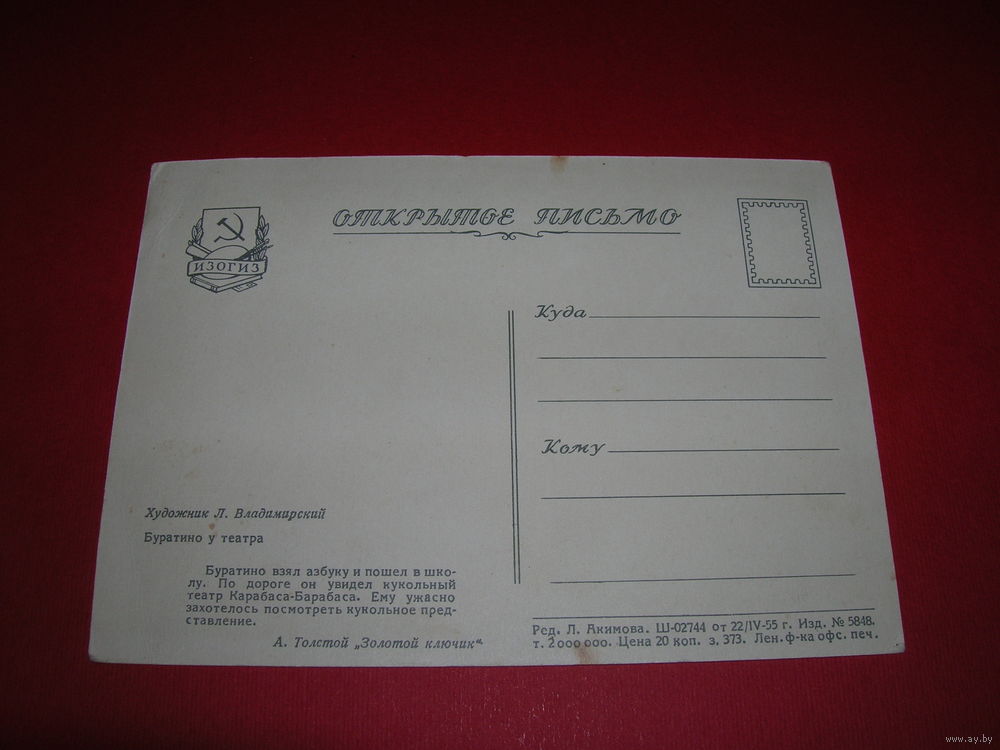 ОТКРЫТОЕ ПИСЬМО
ИЗОГИЗ
Куда
Кому
Художник Л. Владимирский
Буратино у театра
Буратино взял азбуку и пошел в шко-
лу. По дороге он увидел кукольный
театр Карабаса-Барабаса. Ему ужасно
захотелось посмотреть кукольное пред-
ставление.
А. Толстой „Золотой ключик“.
Ред. Л. Акимова. Ш-02744 от 22/IV-55 г. Изд. № 5848.
т. 2 000 000. Цена 20 коп. з. 373. Лен. ф-ка офс. печ.
www.ay.by